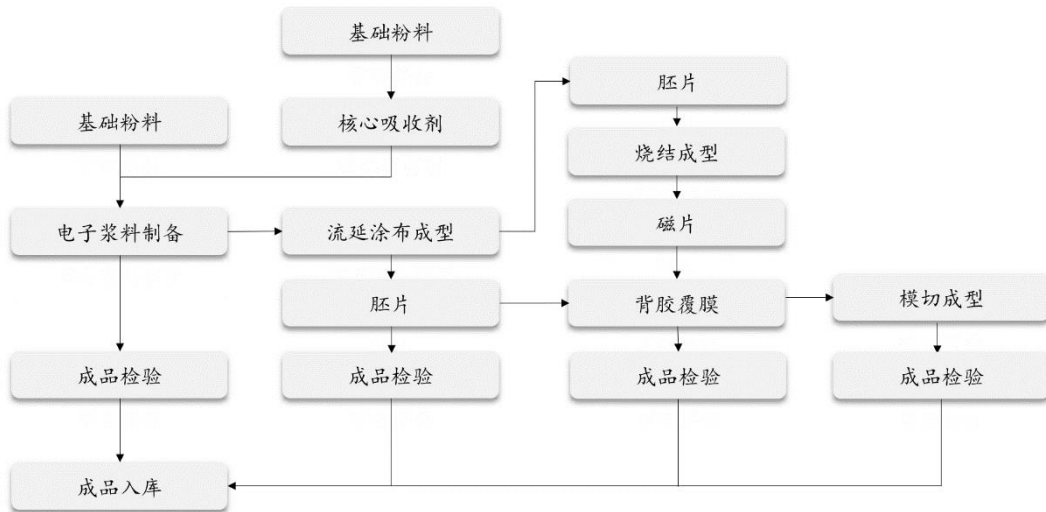 基础粉料
胚片
基础粉料
核心吸收剂
烧结成型
电子浆料制备
流延涂布成型
磁片
胚片
背胶覆膜
模切成型
成品检验
成品检验
成品检验
成品检验
成品入库